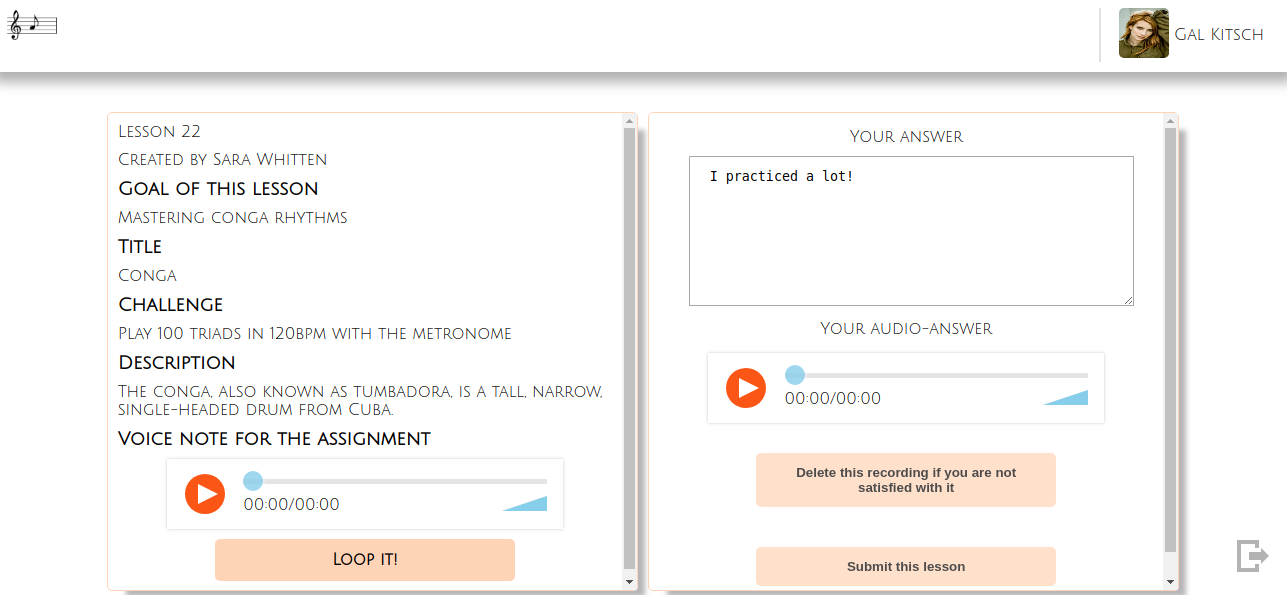 Gal Kitsch
Lesson 22
Created by Sara Whitten
Goal of this lesson
Mastering conga rhythms
Title
Conga
Challenge
Play 100 triads in 120bpm with the metronome
Description
The conga, also known as tumbadora, is a tall, narrow,
single-headed drum from Cuba.
Voice note for the assignment
00:00/00:00
Loop it!
Your answer
I practiced a lot!
Your audio-answer
00:00/00:00
Delete this recording if you are not
satisfied with it
Submit this lesson